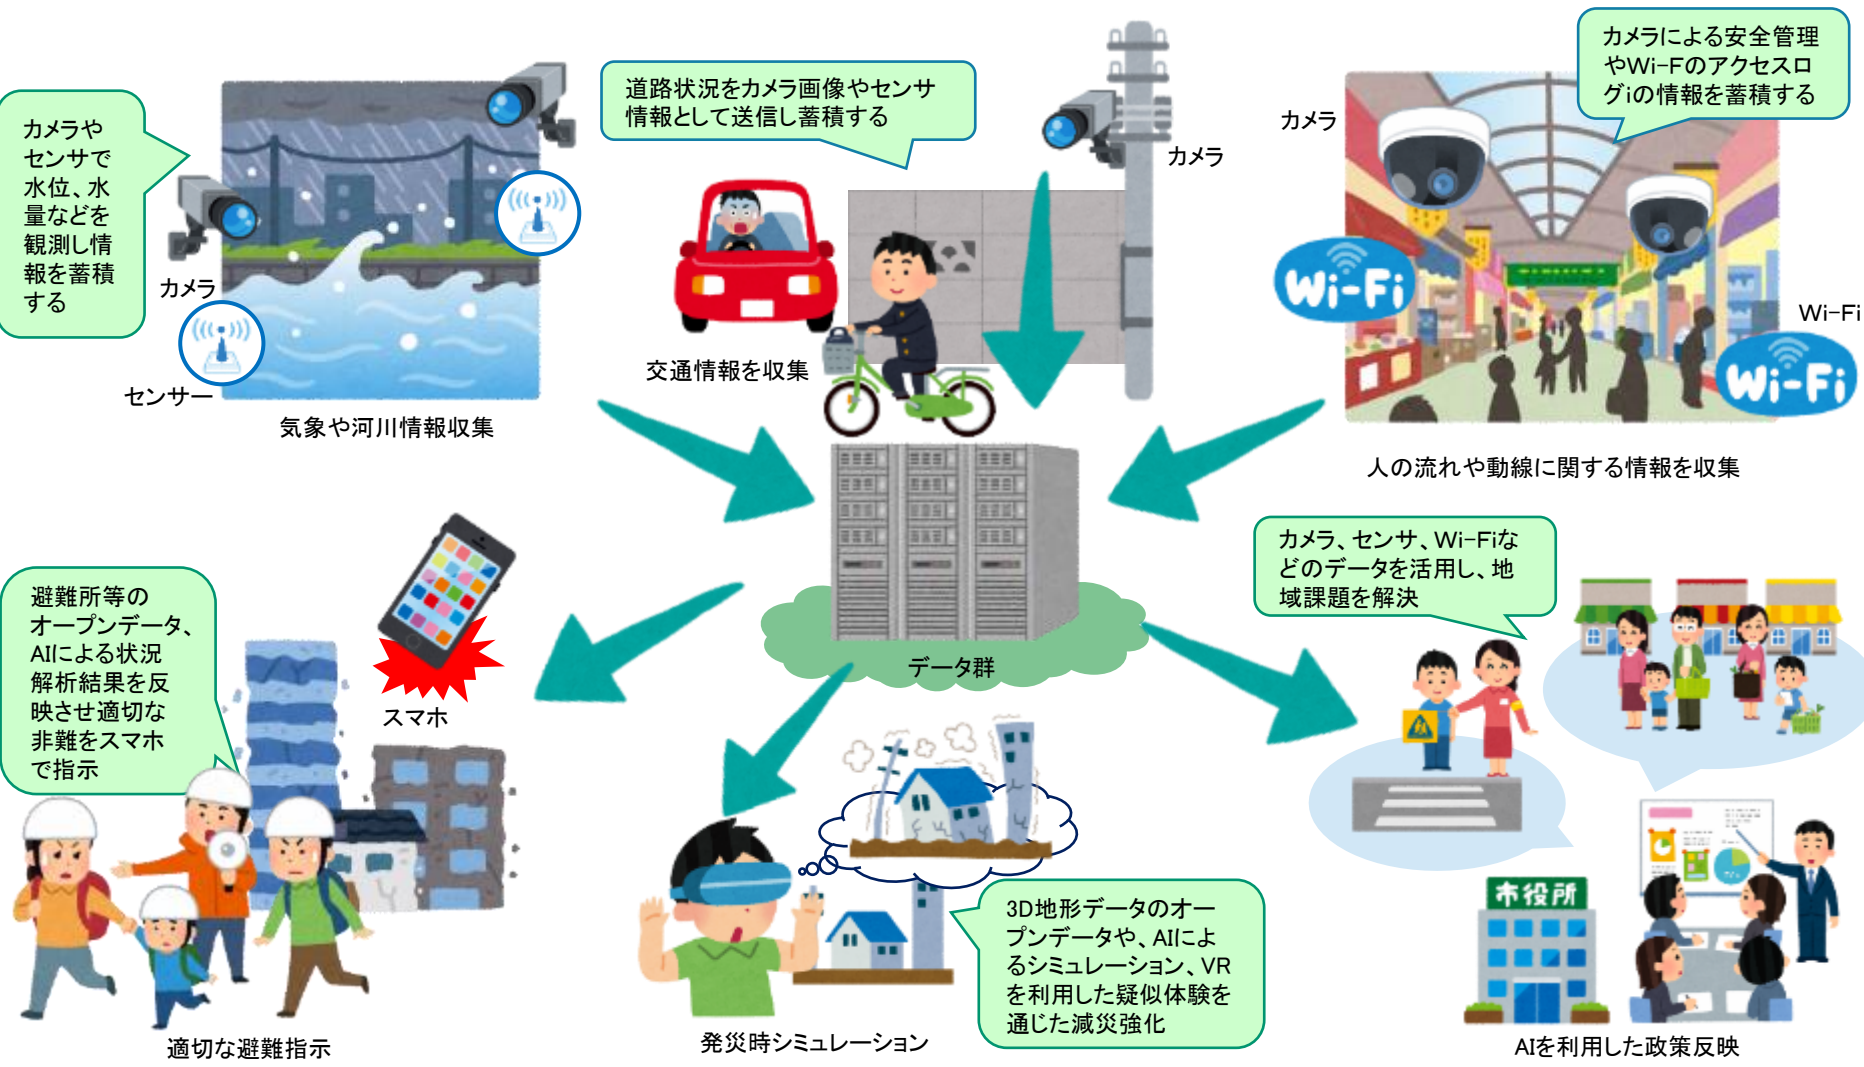 カメラや
センサで
水位、水
量などを
観測し情
報を蓄積
する
カメラ
センサー
気象や河川情報収集
道路状況をカメラ画像やセンサ
情報として送信し蓄積する
カメラ
交通情報を収集
カメラによる安全管理
やWi-Fのアクセスロ
グiの情報を蓄積する
カメラ
Wi-Fi
Wi-Fi
Wi-Fi
人の流れや動線に関する情報を収集
データ群
避難所等の
オープンデータ、
AIによる状況
解析結果を反
映させ適切な
非難をスマホ
で指示
スマホ
適切な避難指示
3D地形データのオー
プンデータや、AIによ
るシミュレーション、VR
を利用した疑似体験を
通じた減災強化
発災時シミュレーション
カメラ、センサ、Wi-Fiな
どのデータを活用し、地
域課題を解決
市役所
AIを利用した政策反映